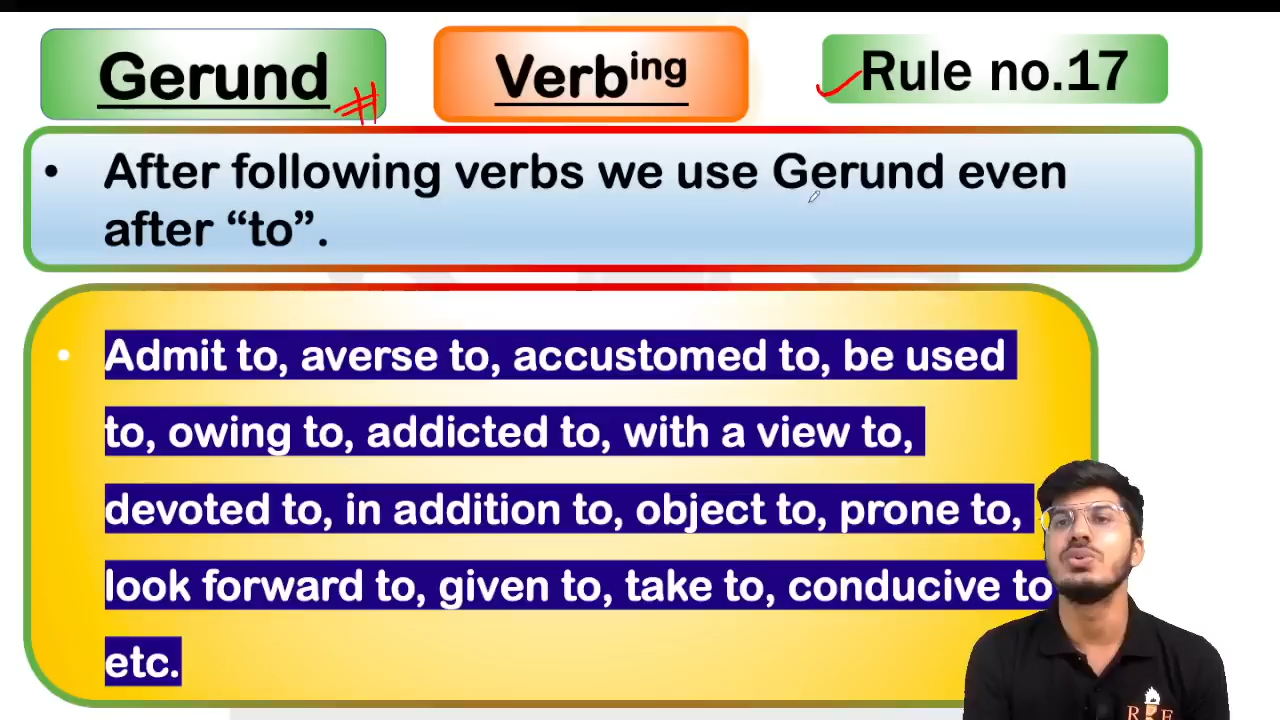 Gerund
Verbing
Rule no.17
• After following verbs we use Gerund even
after “to”.
• Admit to, averse to, accustomed to, be used
to, owing to, addicted to, with a view to,
devoted to, in addition to, object to, prone to,
look forward to, given to, take to, conducive to
etc.